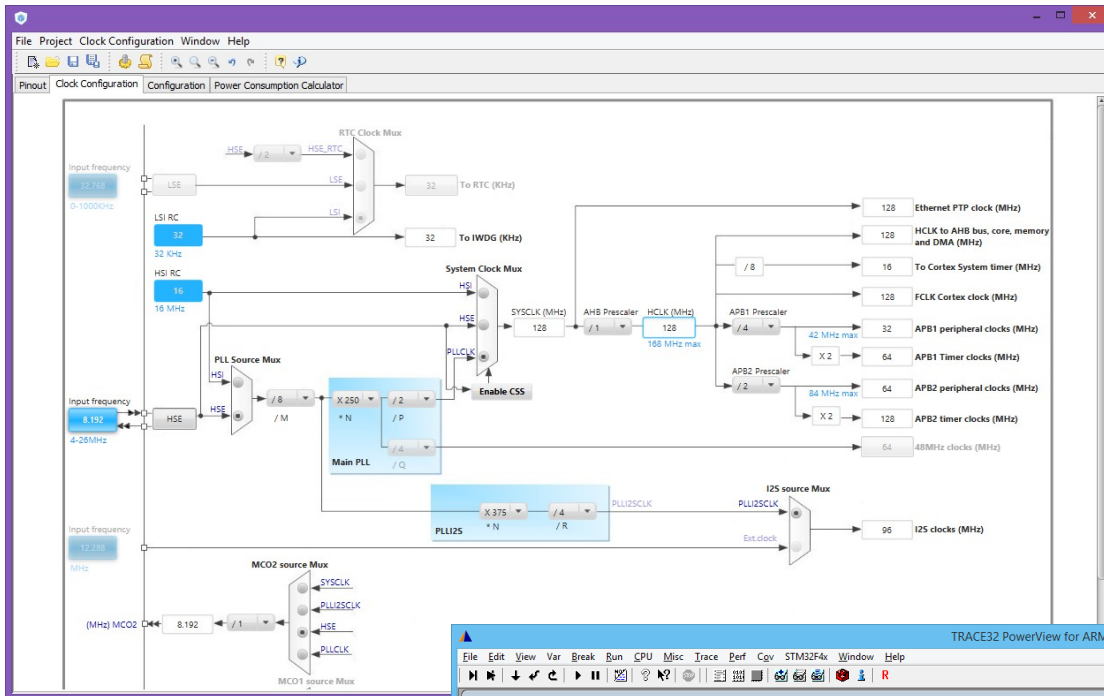 File Project Clock Configuration Window Help
Pinout Clock Configuration Configuration Power Consumption Calculator
RTC Clock Mux
HSE / 2 HSE_RTC
Input frequency
32.768
0-1000KHz
LSE
LSE
32 To RTC (KHz)
LSI
LSI RC
32
32 KHz
32 To IWDG (KHz)
HSI RC
16
16 MHz
System Clock Mux
HSI
HSE
PLLCLK
Enable CSS
SYSCLK (MHz)
128
AHB Prescaler
/ 1
HCLK (MHz)
128
168 MHz max
128 Ethernet PTP clock (MHz)
128 HCLK to AHB bus, core, memory
and DMA (MHz)
/ 8 16 To Cortex System timer (MHz)
128 FCLK Cortex clock (MHz)
APB1 Prescaler
/ 4
42 MHz max
32 APB1 peripheral clocks (MHz)
X 2 64 APB1 Timer clocks (MHz)
APB2 Prescaler
/ 2
84 MHz max
64 APB2 peripheral clocks (MHz)
X 2 128 APB2 timer clocks (MHz)
64 48MHz clocks (MHz)
PLL Source Mux
HSI
HSE
Input frequency
8.192
4-26MHz
HSE
/ 8
/ M
X 250
* N
/ 2
/ P
/ 4
/ Q
Main PLL
X 375
* N
/ 4
/ R
PLLI2S
PLLI2SCLK
I2S source Mux
PLLI2SCLK
Ext.clock
96 I2S clocks (MHz)
Input frequency
12.288
MHz
MCO2 source Mux
SYSCLK
PLLI2SCLK
HSE
PLLCLK
(MHz) MCO2 8.192 / 1
MCO1 source Mux
TRACE32 PowerView for ARM
File Edit View Var Break Run CPU Misc Trace Perf Cov STM32F4x Window Help
R